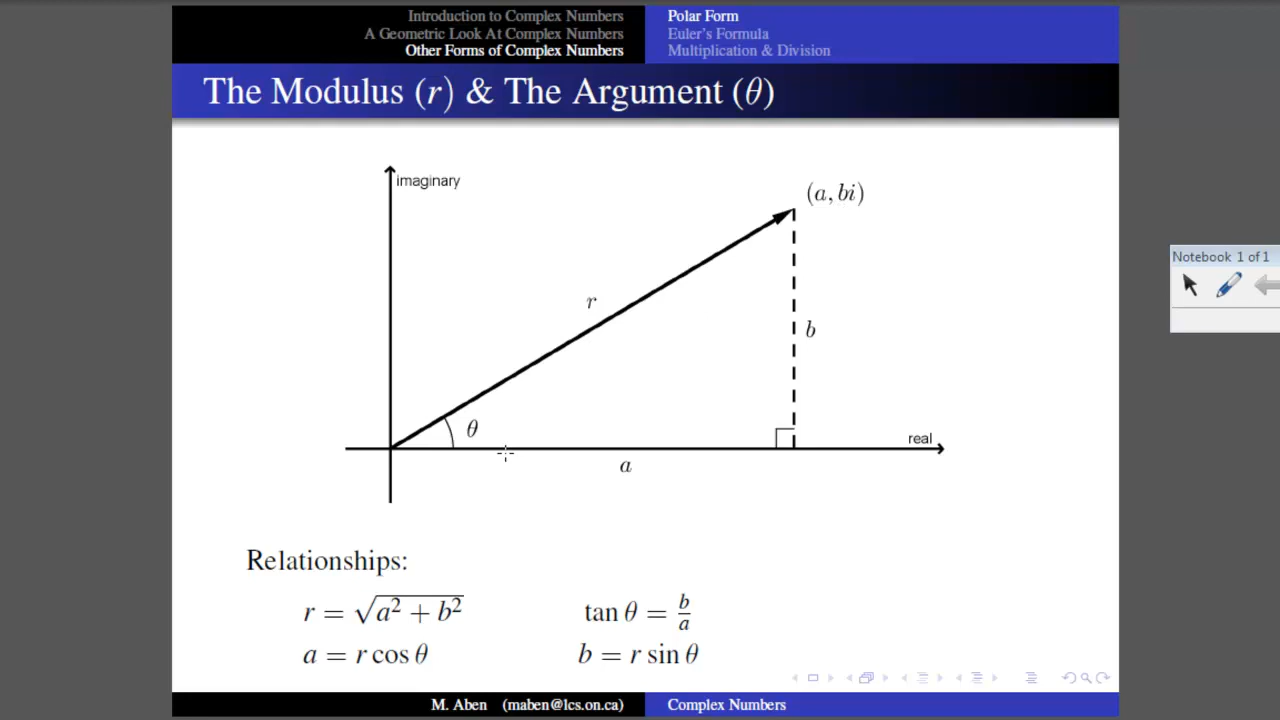 Introduction to Complex Numbers
A Geometric Look At Complex Numbers
Other Forms of Complex Numbers
Polar Form
Euler's Formula
Multiplication & Division
The Modulus (r) & The Argument (θ)
imaginary
(a, bi)
r
b
θ
real
a
Notebook 1 of 1
Relationships:
r = √a² + b²
tan θ = b/a
a = r cos θ
b = r sin θ
M. Aben (maben@lcs.on.ca)
Complex Numbers